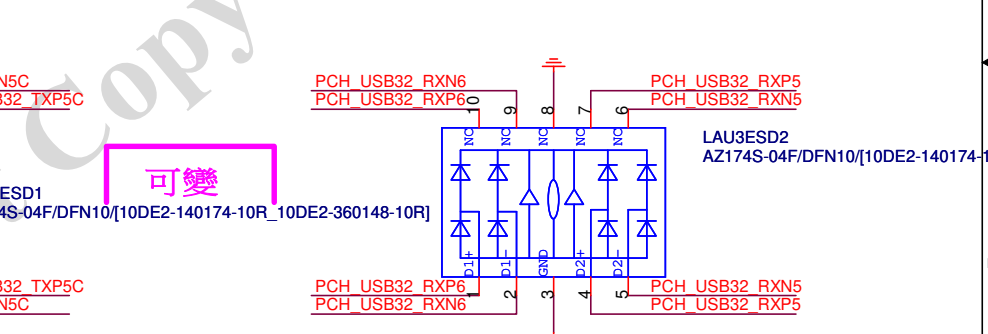 Copy
N5C
B32_TXP5C
PCH_USB32_RXN6
PCH_USB32_RXP6
PCH_USB32_RXP5
PCH_USB32_RXN5
10
9
8
7
6
NC
NC
NC
NC
NC
LAU3ESD2
AZ174S-04F/DFN10/[10DE2-140174-1
可變
ESD1
4S-04F/DFN10/[10DE2-140174-10R_10DE2-360148-10R]
D1+
D1-
GND
D2+
D2-
B32_TXP5C
N5C
PCH_USB32_RXP6
PCH_USB32_RXN6
1
2
3
4
5
PCH_USB32_RXN5
PCH_USB32_RXP5